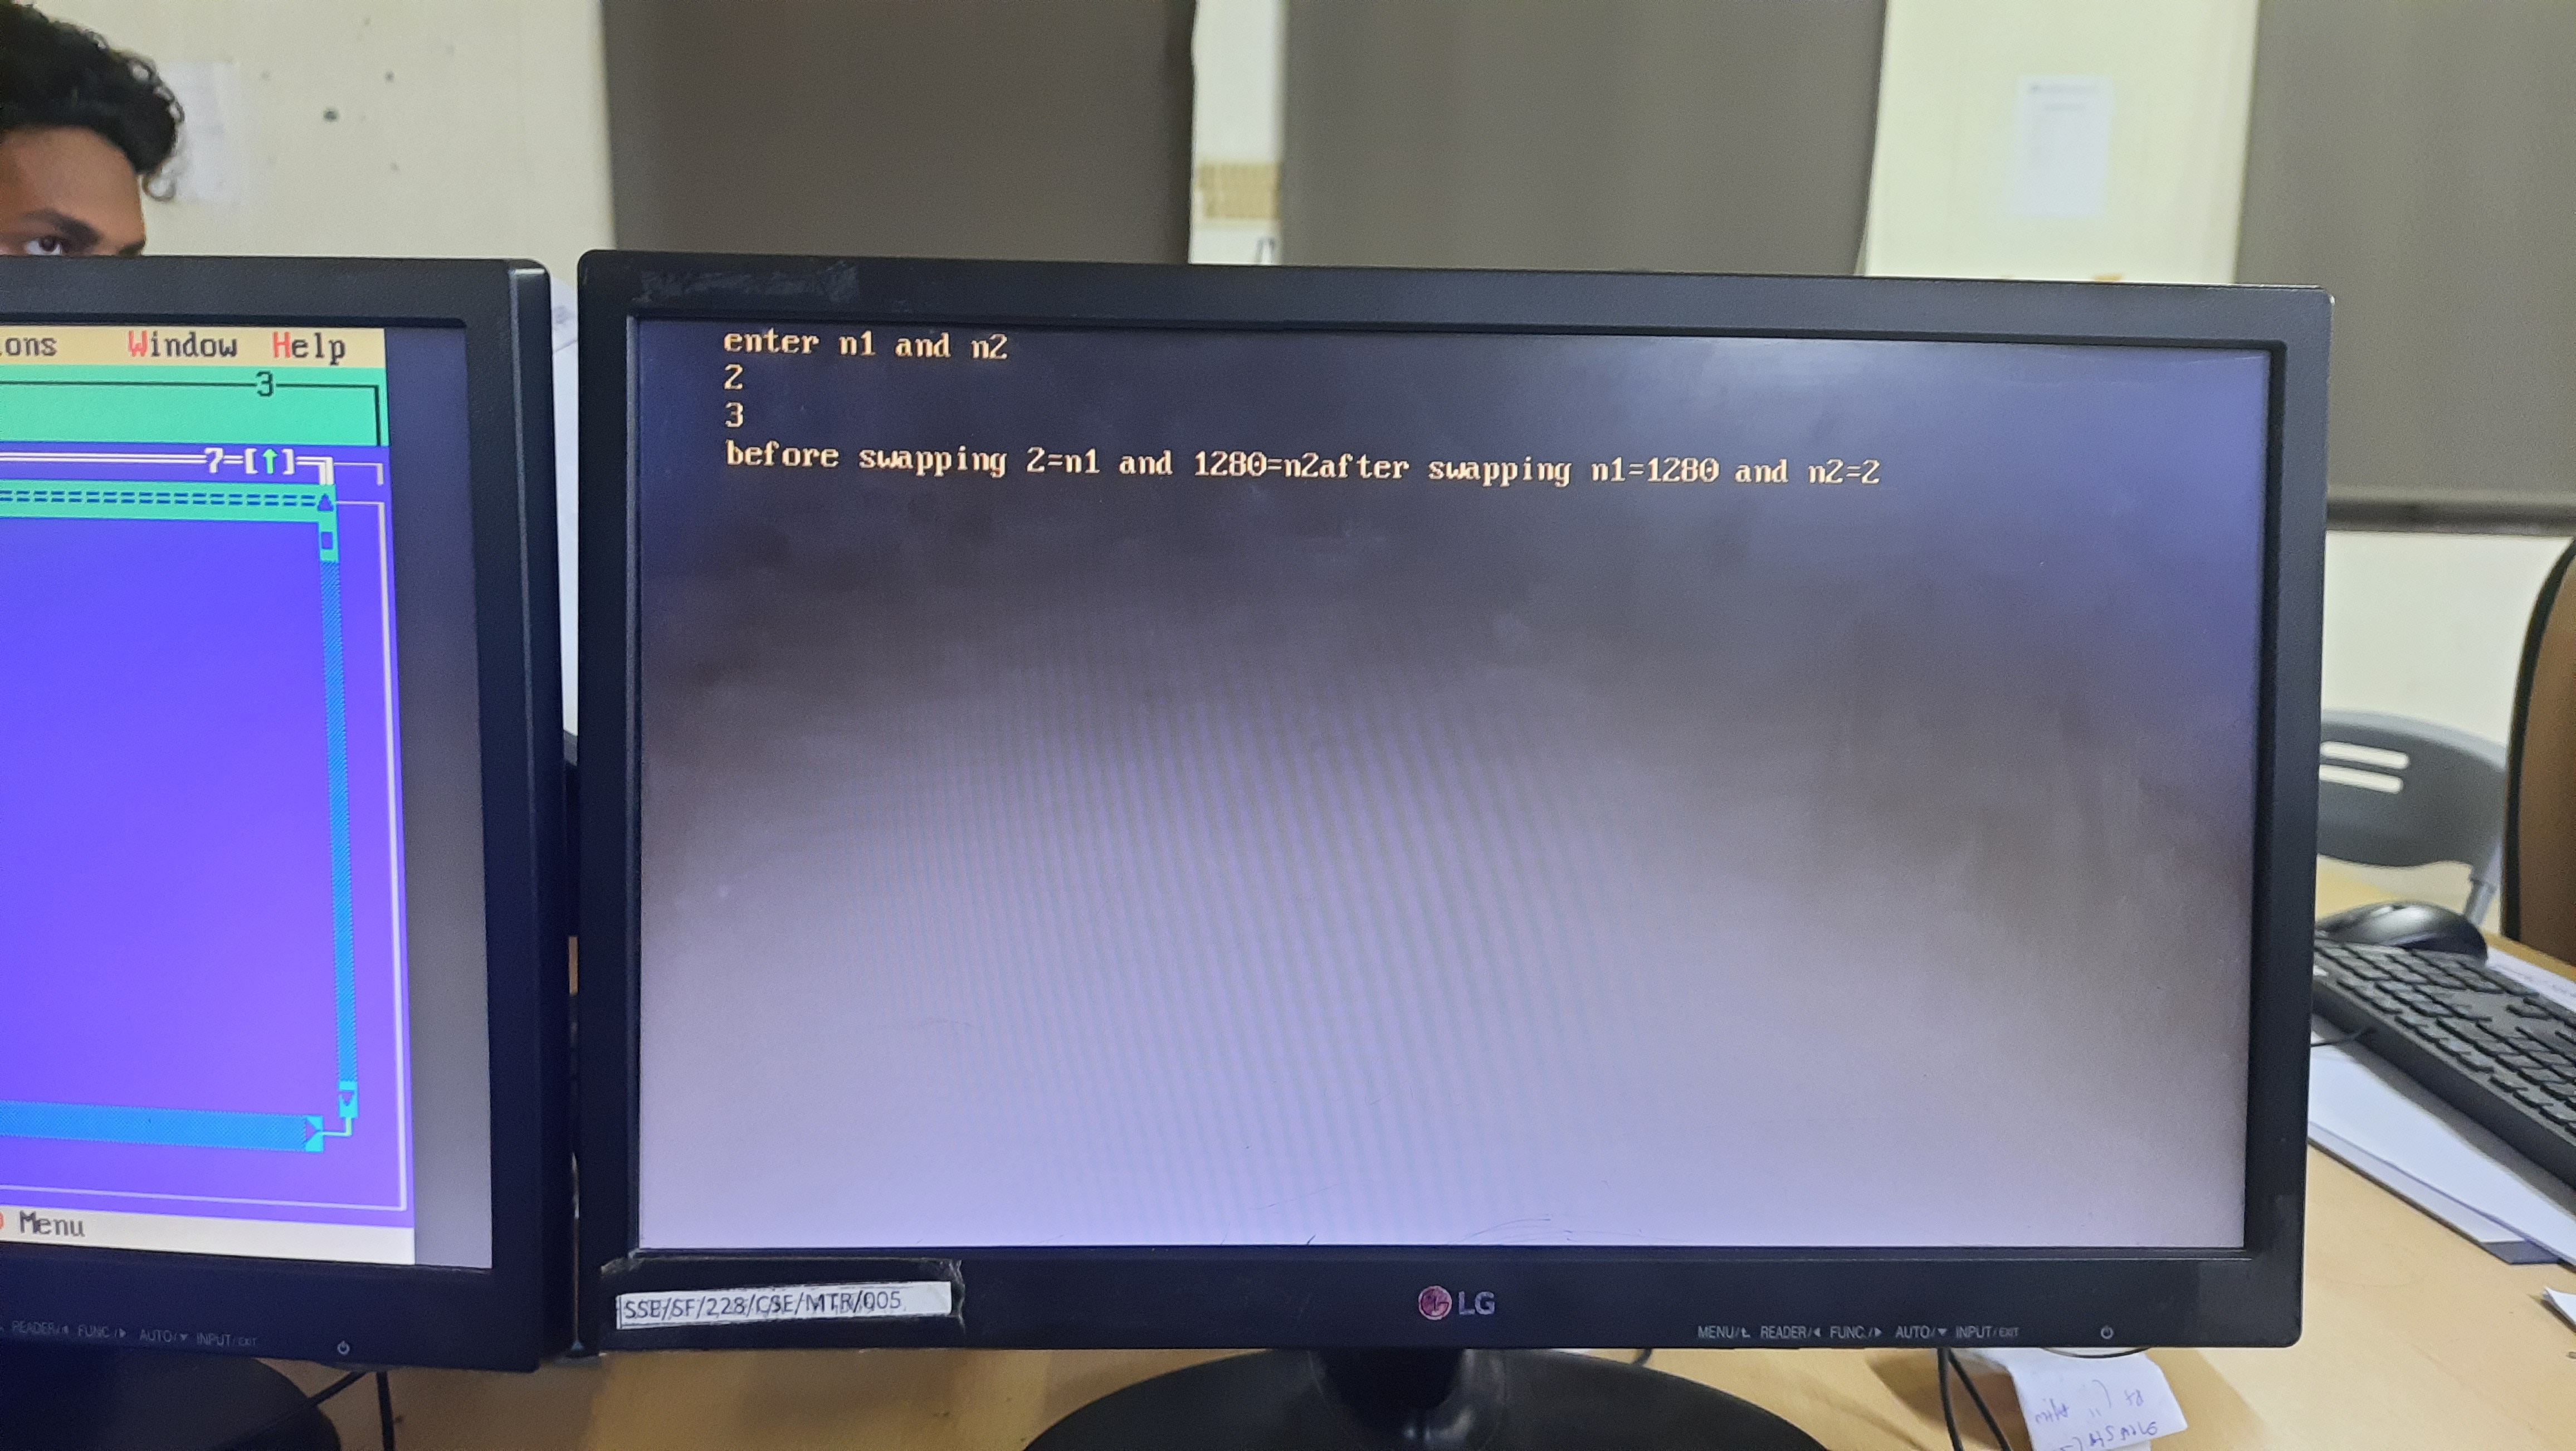 ons Window Help
3
7=[↑]
Menu
READER/◄ FUNC./► AUTO/▼ INPUT/EXIT
enter n1 and n2
2
3
before swapping 2=n1 and 1280=n2after swapping n1=1280 and n2=2
SSE/SF/228/CSE/MTR/005
LG
MENU/ READER/◄ FUNC./► AUTO/▼ INPUT/EXIT